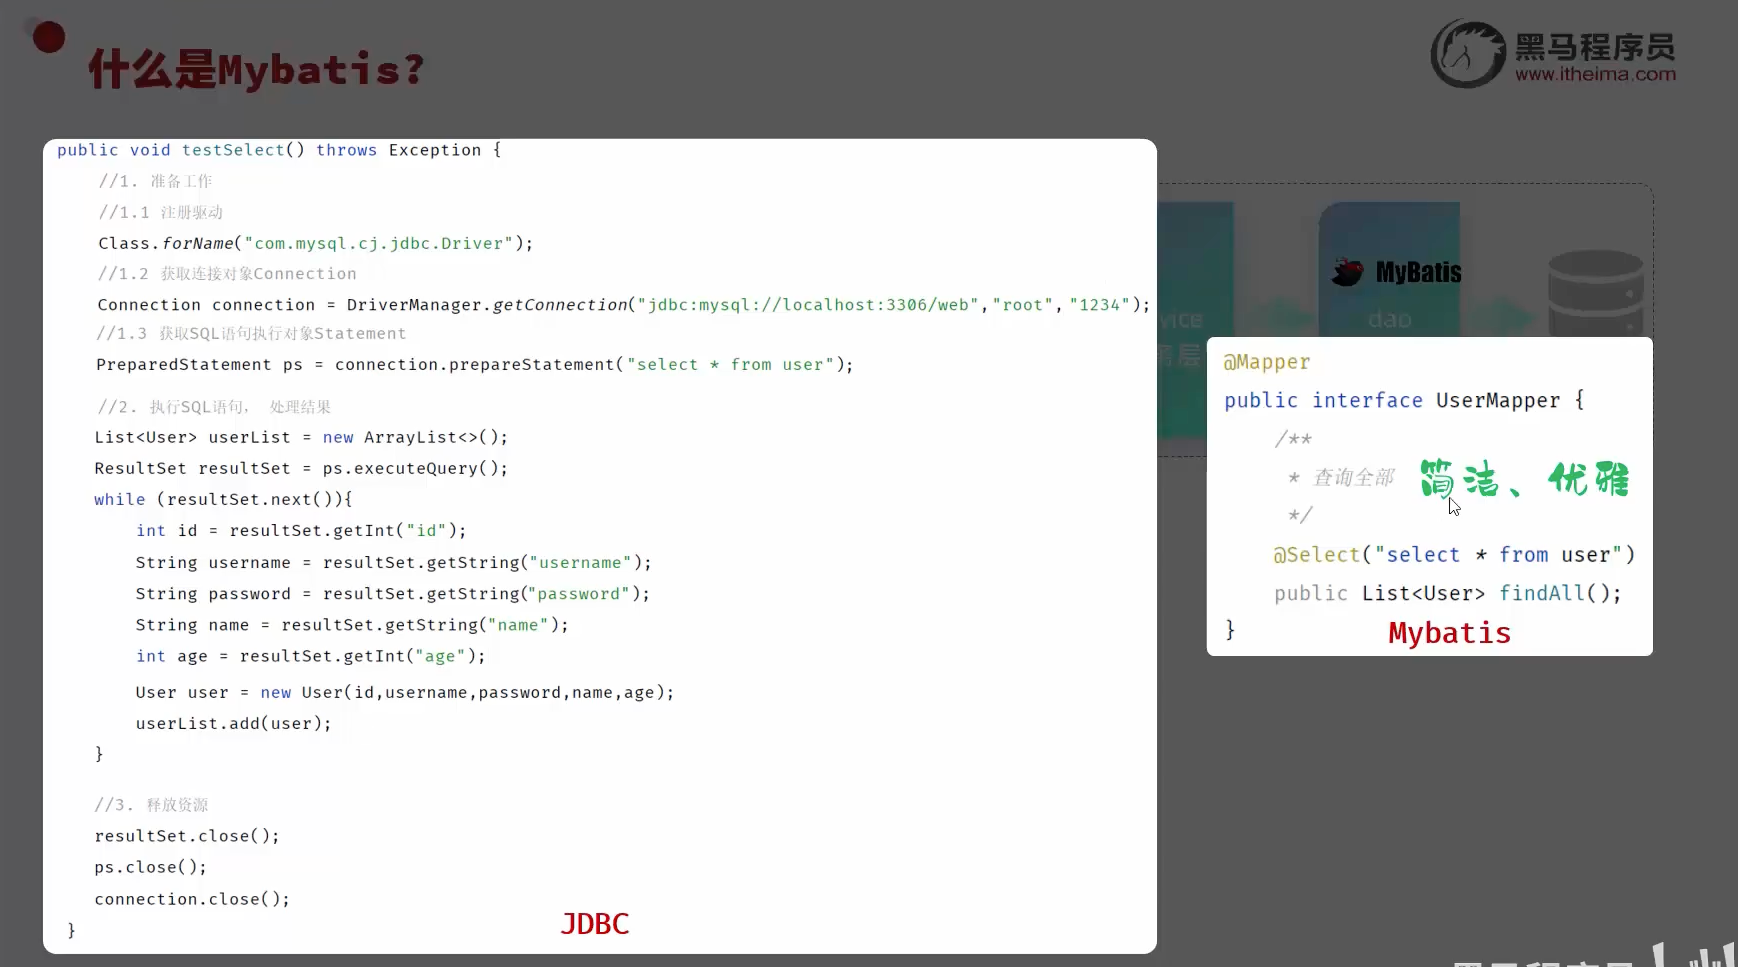 什么是Mybatis?
黑马程序员
www.itheima.com
public void testSelect() throws Exception {
//1. 准备工作
//1.1 注册驱动
Class.forName("com.mysql.cj.jdbc.Driver");
//1.2 获取连接对象Connection
Connection connection = DriverManager.getConnection("jdbc:mysql://localhost:3306/web","root","1234");
//1.3 获取SQL语句执行对象Statement
PreparedStatement ps = connection.prepareStatement("select * from user");
//2. 执行SQL语句, 处理结果
List<User> userList = new ArrayList<>();
ResultSet resultSet = ps.executeQuery();
while (resultSet.next()){
int id = resultSet.getInt("id");
String username = resultSet.getString("username");
String password = resultSet.getString("password");
String name = resultSet.getString("name");
int age = resultSet.getInt("age");
User user = new User(id,username,password,name,age);
userList.add(user);
}
//3. 释放资源
resultSet.close();
ps.close();
connection.close();
}
JDBC
MyBatis
dao
@Mapper
public interface UserMapper {
/**
* 查询全部
简洁、优雅
*/
@Select("select * from user")
public List<User> findAll();
}
Mybatis